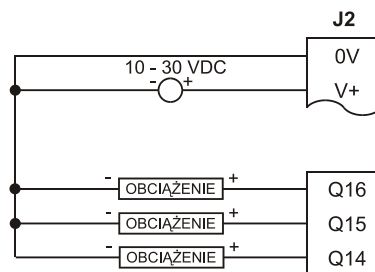 J2
0V
10 - 30 VDC
- +
V+
- OBCIĄŻENIE + Q16
- OBCIĄŻENIE + Q15
- OBCIĄŻENIE + Q14